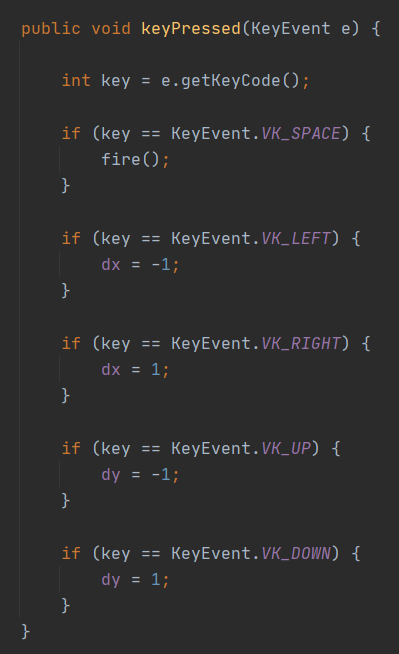 public void keyPressed(KeyEvent e) {
int key = e.getKeyCode();
if (key == KeyEvent.VK_SPACE) {
fire();
}
if (key == KeyEvent.VK_LEFT) {
dx = -1;
}
if (key == KeyEvent.VK_RIGHT) {
dx = 1;
}
if (key == KeyEvent.VK_UP) {
dy = -1;
}
if (key == KeyEvent.VK_DOWN) {
dy = 1;
}
}